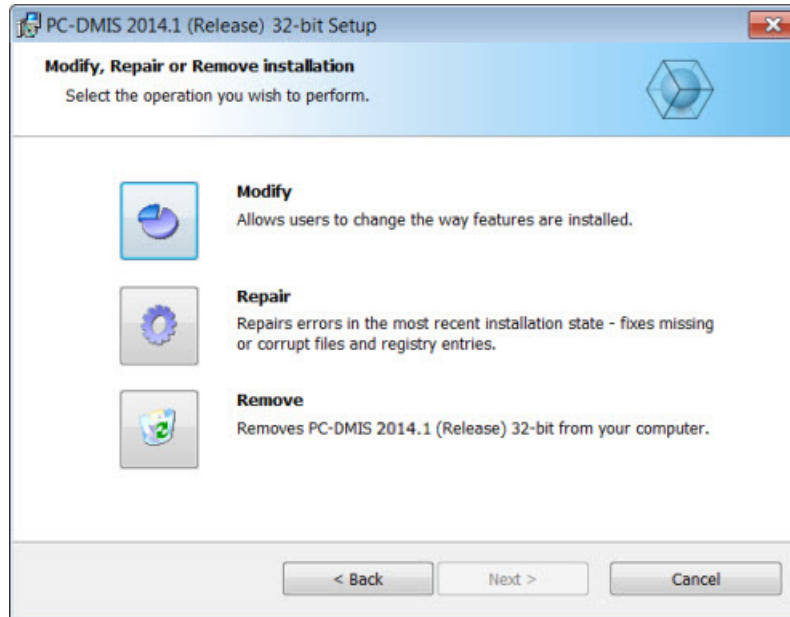 PC-DMIS 2014.1 (Release) 32-bit Setup
Modify, Repair or Remove installation
Select the operation you wish to perform.
Modify
Allows users to change the way features are installed.
Repair
Repairs errors in the most recent installation state - fixes missing
or corrupt files and registry entries.
Remove
Removes PC-DMIS 2014.1 (Release) 32-bit from your computer.
< Back
Next >
Cancel